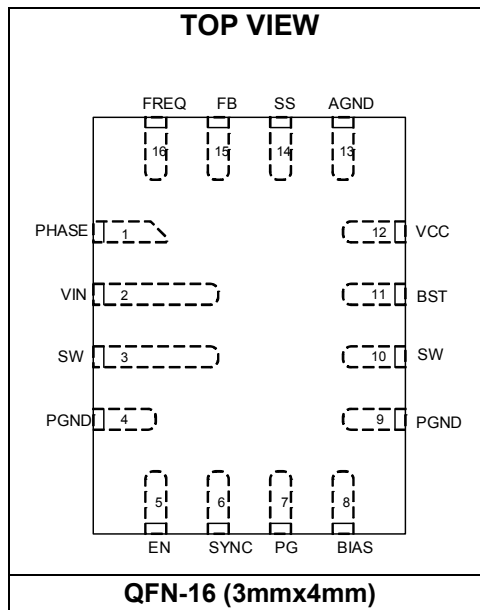 TOP VIEW
FREQ FB SS AGND
16 15 14 13
PHASE 1 12 VCC
VIN 2 11 BST
SW 3 10 SW
PGND 4 9 PGND
5 6 7 8
EN SYNC PG BIAS
QFN-16 (3mmx4mm)